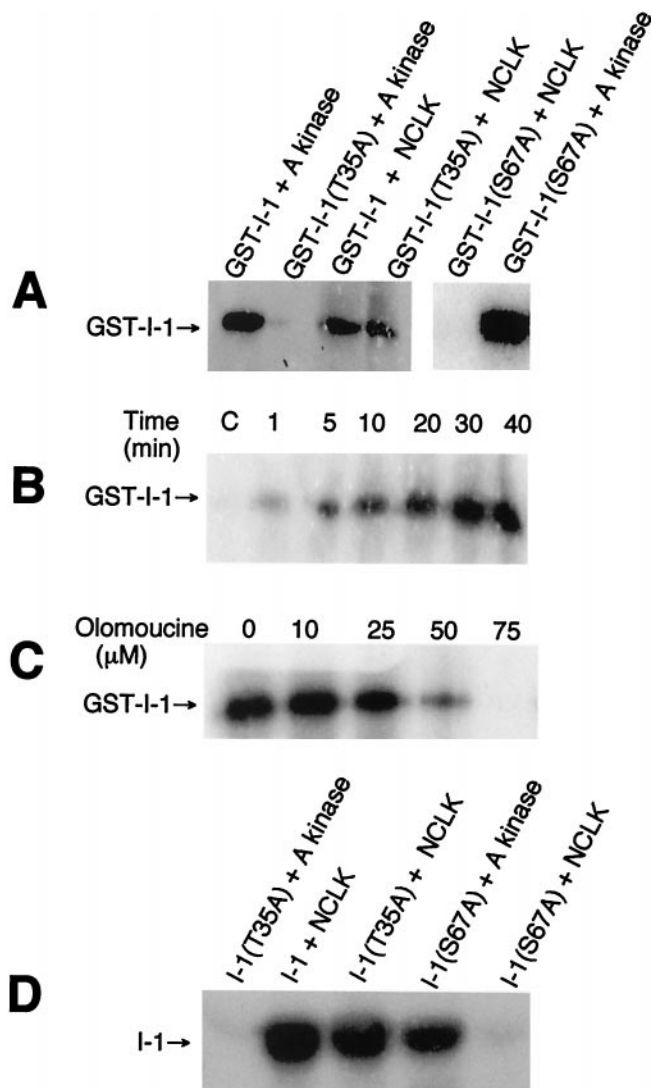 GST-I-1 + A kinase
GST-I-1(T35A) + A kinase
GST-I-1 + NCLK
GST-I-1(T35A) + NCLK
GST-I-1(S67A) + NCLK
GST-I-1(S67A) + A kinase
A
GST-I-1→
Time C 1 5 10 20 30 40
(min)
B
GST-I-1→
Olomoucine 0 10 25 50 75
(μM)
C
GST-I-1→
I-1(T35A) + A kinase
I-1 + NCLK
I-1(T35A) + NCLK
I-1(S67A) + A kinase
I-1(S67A) + NCLK
D
I-1→